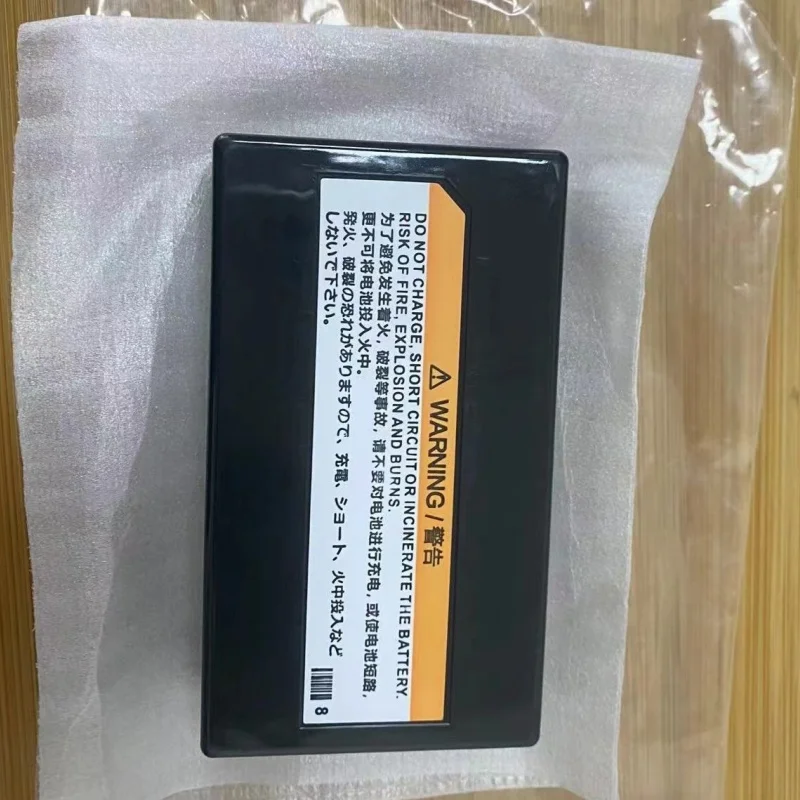 ⚠ WARNING / 警告
DO NOT CHARGE, SHORT CIRCUIT OR INCINERATE THE BATTERY.
RISK OF FIRE, EXPLOSION AND BURNS.
为了避免发生着火，破裂等事故，请不要对电池进行充电，或使电池短路，
更不可将电池投入火中。
発火、破裂の恐れがありますので、充電、ショート、火中投入など
しないで下さい。
8